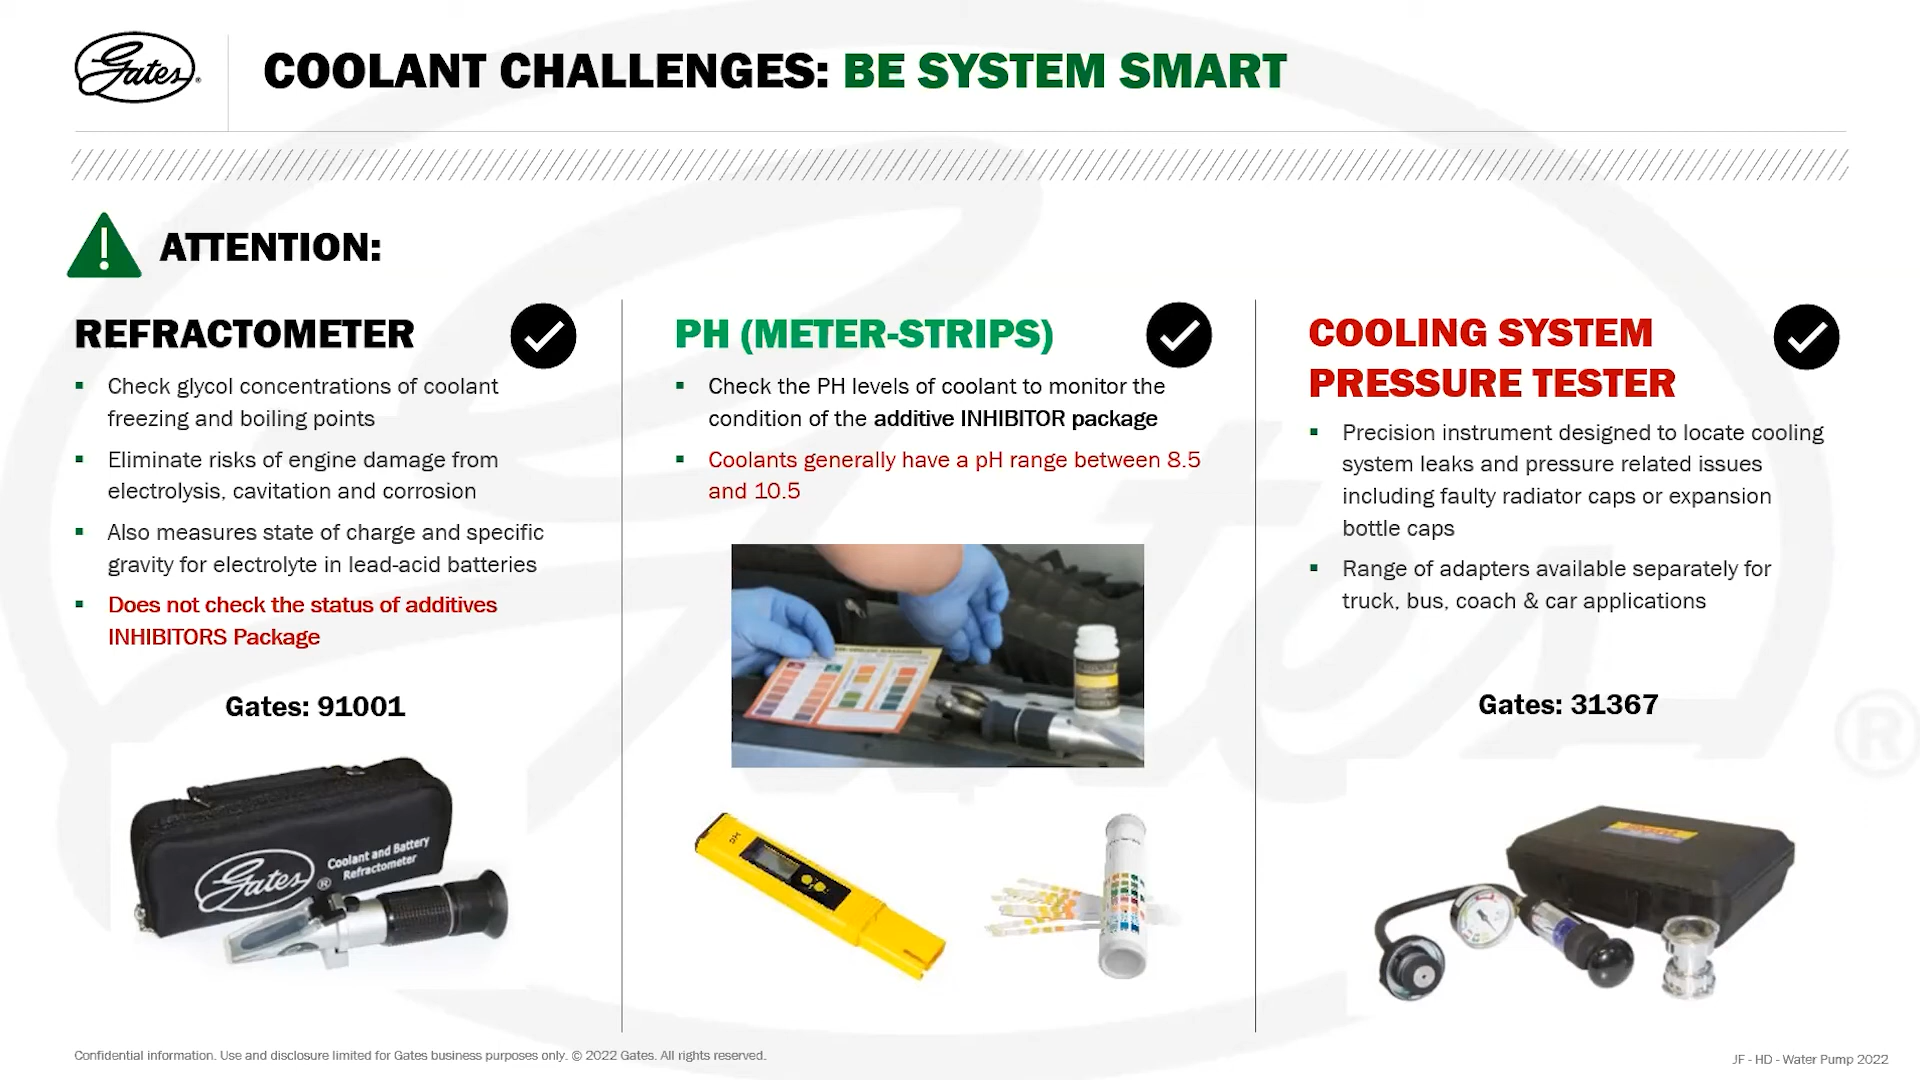 Gates®
COOLANT CHALLENGES: BE SYSTEM SMART
ATTENTION:
REFRACTOMETER
▪ Check glycol concentrations of coolant
freezing and boiling points
▪ Eliminate risks of engine damage from
electrolysis, cavitation and corrosion
▪ Also measures state of charge and specific
gravity for electrolyte in lead-acid batteries
▪ Does not check the status of additives
INHIBITORS Package
Gates: 91001
Gates®
Coolant and Battery
Refractometer
PH (METER-STRIPS)
▪ Check the PH levels of coolant to monitor the
condition of the additive INHIBITOR package
▪ Coolants generally have a pH range between 8.5
and 10.5
COOLING SYSTEM
PRESSURE TESTER
▪ Precision instrument designed to locate cooling
system leaks and pressure related issues
including faulty radiator caps or expansion
bottle caps
▪ Range of adapters available separately for
truck, bus, coach & car applications
Gates: 31367
Confidential information. Use and disclosure limited for Gates business purposes only. © 2022 Gates. All rights reserved.
JF - HD - Water Pump 2022